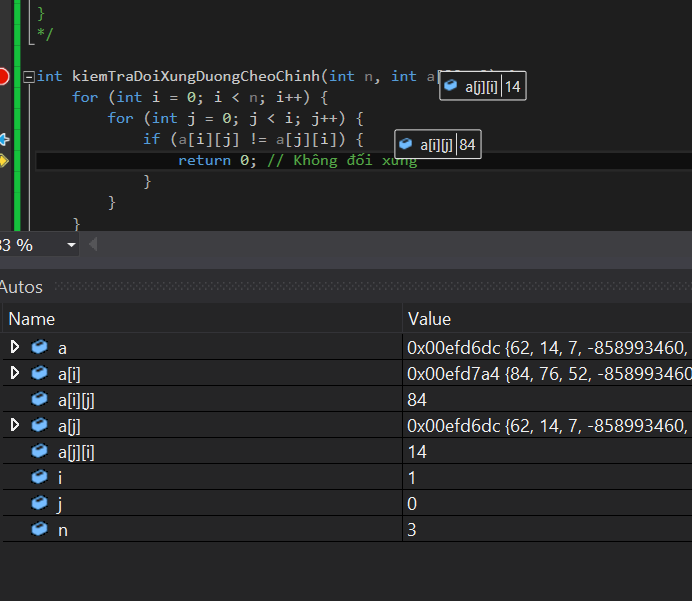 }
*/
int kiemTraDoiXungDuongCheoChinh(int n, int a[
a[j][i] 14
for (int i = 0; i < n; i++) {
for (int j = 0; j < i; j++) {
if (a[i][j] != a[j][i]) {
a[i][j] 84
return 0; // Không đối xứng
}
}
}
83 %
Autos
Name Value
a 0x00efd6dc {62, 14, 7, -858993460,
a[i] 0x00efd7a4 {84, 76, 52, -858993460
a[i][j] 84
a[j] 0x00efd6dc {62, 14, 7, -858993460,
a[j][i] 14
i 1
j 0
n 3